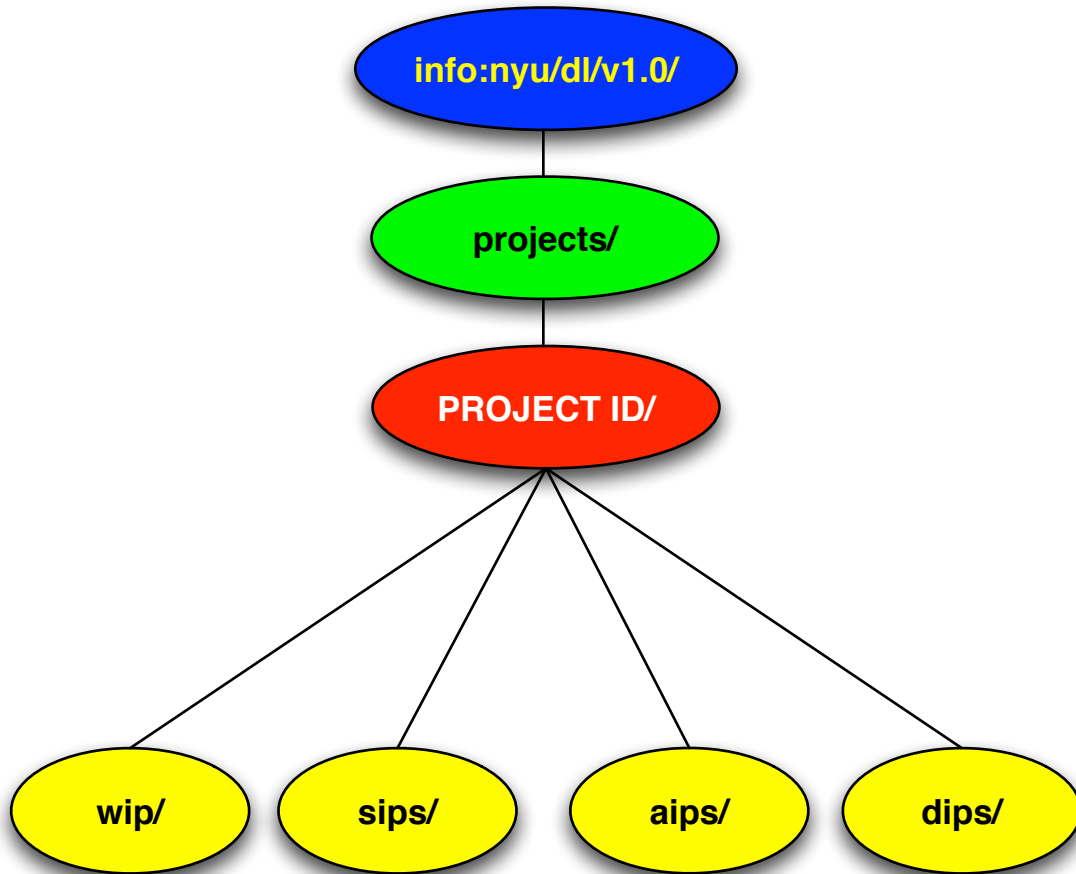 info:nyu/dl/v1.0/
projects/
PROJECT ID/
wip/
sips/
aips/
dips/